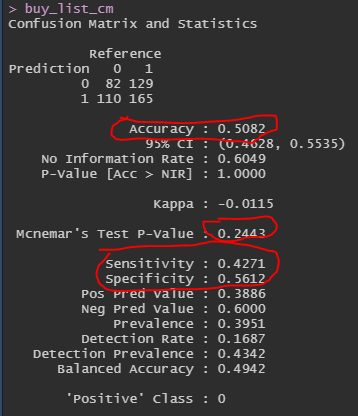 > buy_list_cm
Confusion Matrix and Statistics
Reference
Prediction 0 1
0 82 129
1 110 165
Accuracy : 0.5082
95% CI : (0.4628, 0.5535)
No Information Rate : 0.6049
P-Value [Acc > NIR] : 1.0000
Kappa : -0.0115
Mcnemar's Test P-Value : 0.2443
Sensitivity : 0.4271
Specificity : 0.5612
Pos Pred Value : 0.3886
Neg Pred Value : 0.6000
Prevalence : 0.3951
Detection Rate : 0.1687
Detection Prevalence : 0.4342
Balanced Accuracy : 0.4942
'Positive' Class : 0